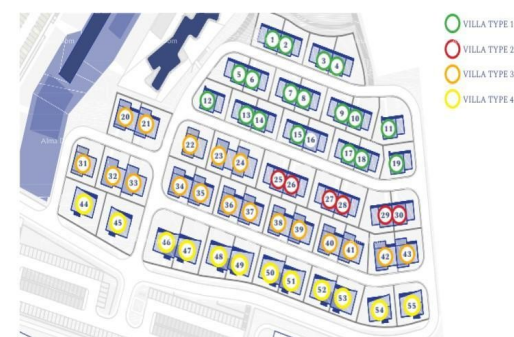 VILLA TYPE 1
VILLA TYPE 2
VILLA TYPE 3
VILLA TYPE 4
1 2 3 4
5 6 7 8 9 10 11
12 13 14 15 16 17 18 19
20 21
22 23 24 25 26 27 28 29 30
31 32 33
34 35 36 37 38 39 40 41 42 43
44 45
46 47 48 49 50 51 52 53 54 55